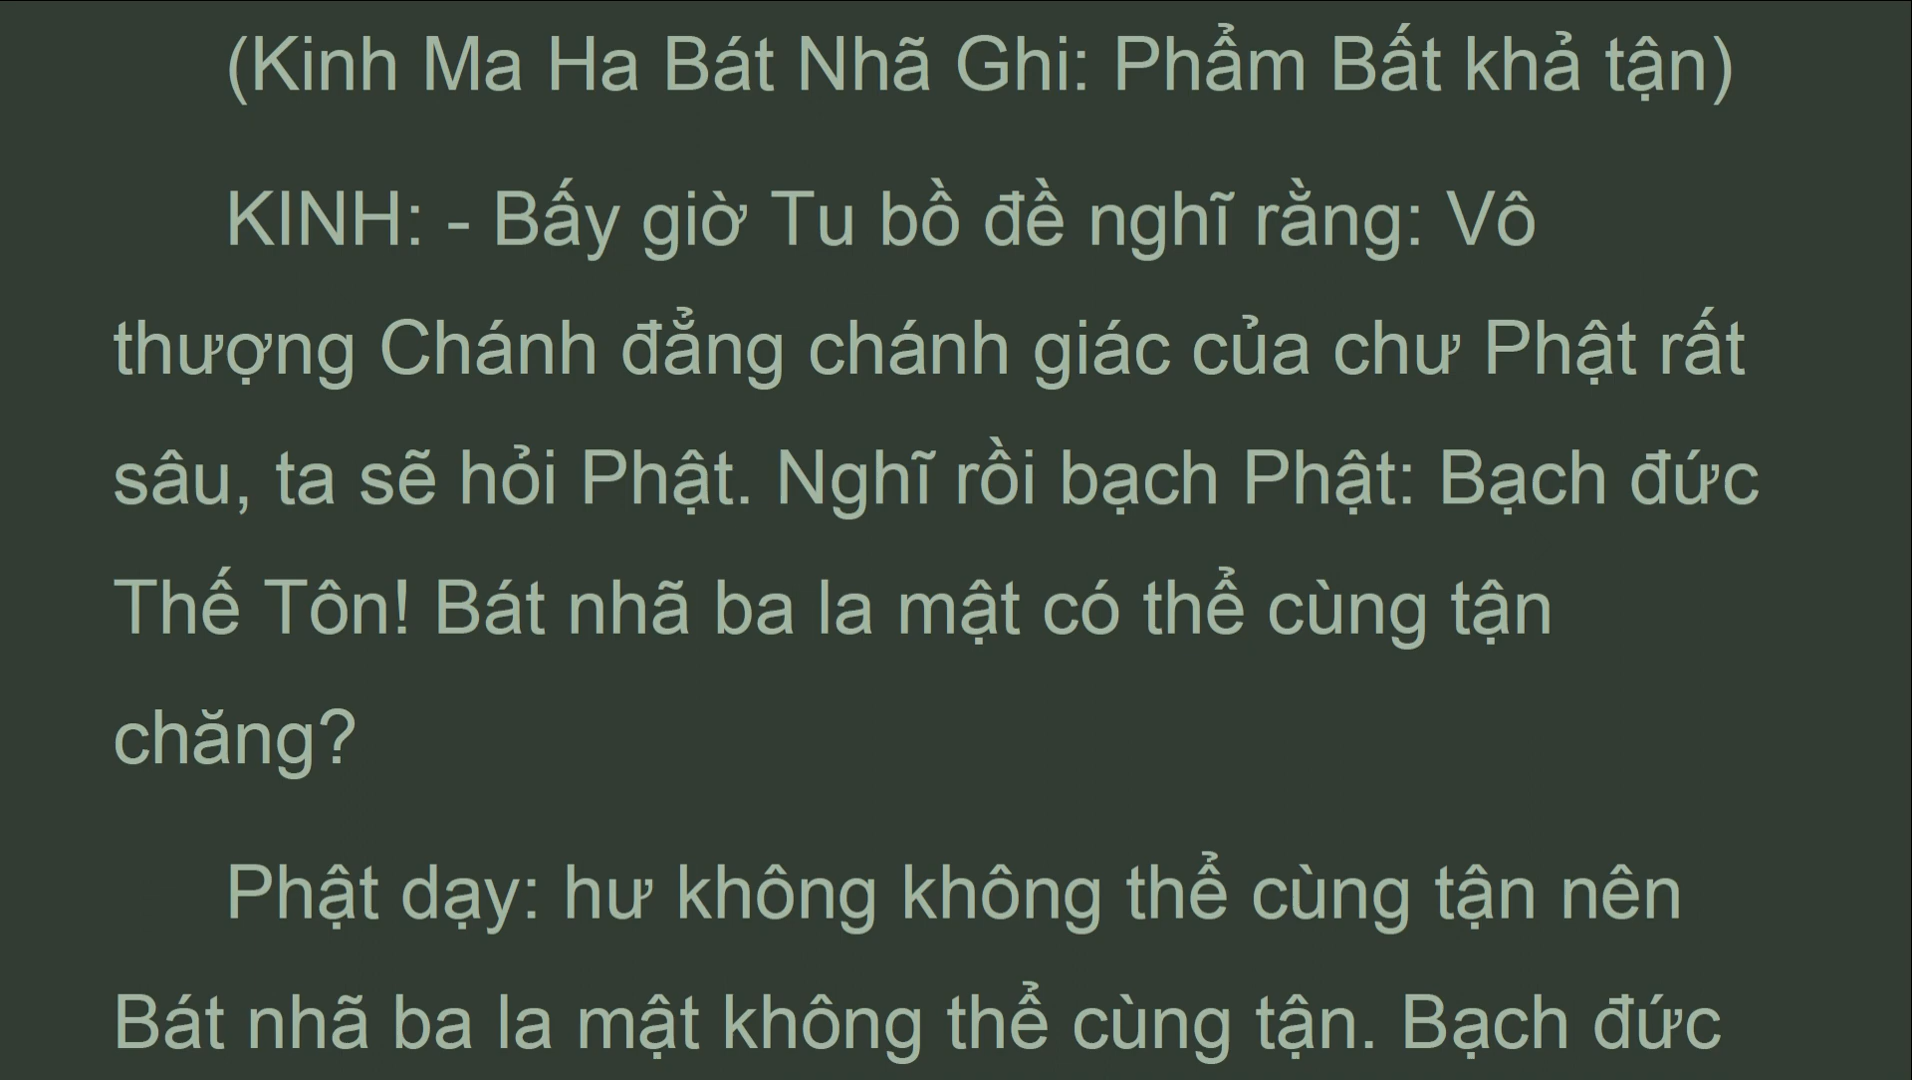 (Kinh Ma Ha Bát Nhã Ghi: Phẩm Bất khả tận)
KINH: - Bấy giờ Tu bồ đề nghĩ rằng: Vô
thượng Chánh đẳng chánh giác của chư Phật rất
sâu, ta sẽ hỏi Phật. Nghĩ rồi bạch Phật: Bạch đức
Thế Tôn! Bát nhã ba la mật có thể cùng tận
chăng?
Phật dạy: hư không không thể cùng tận nên
Bát nhã ba la mật không thể cùng tận. Bạch đức